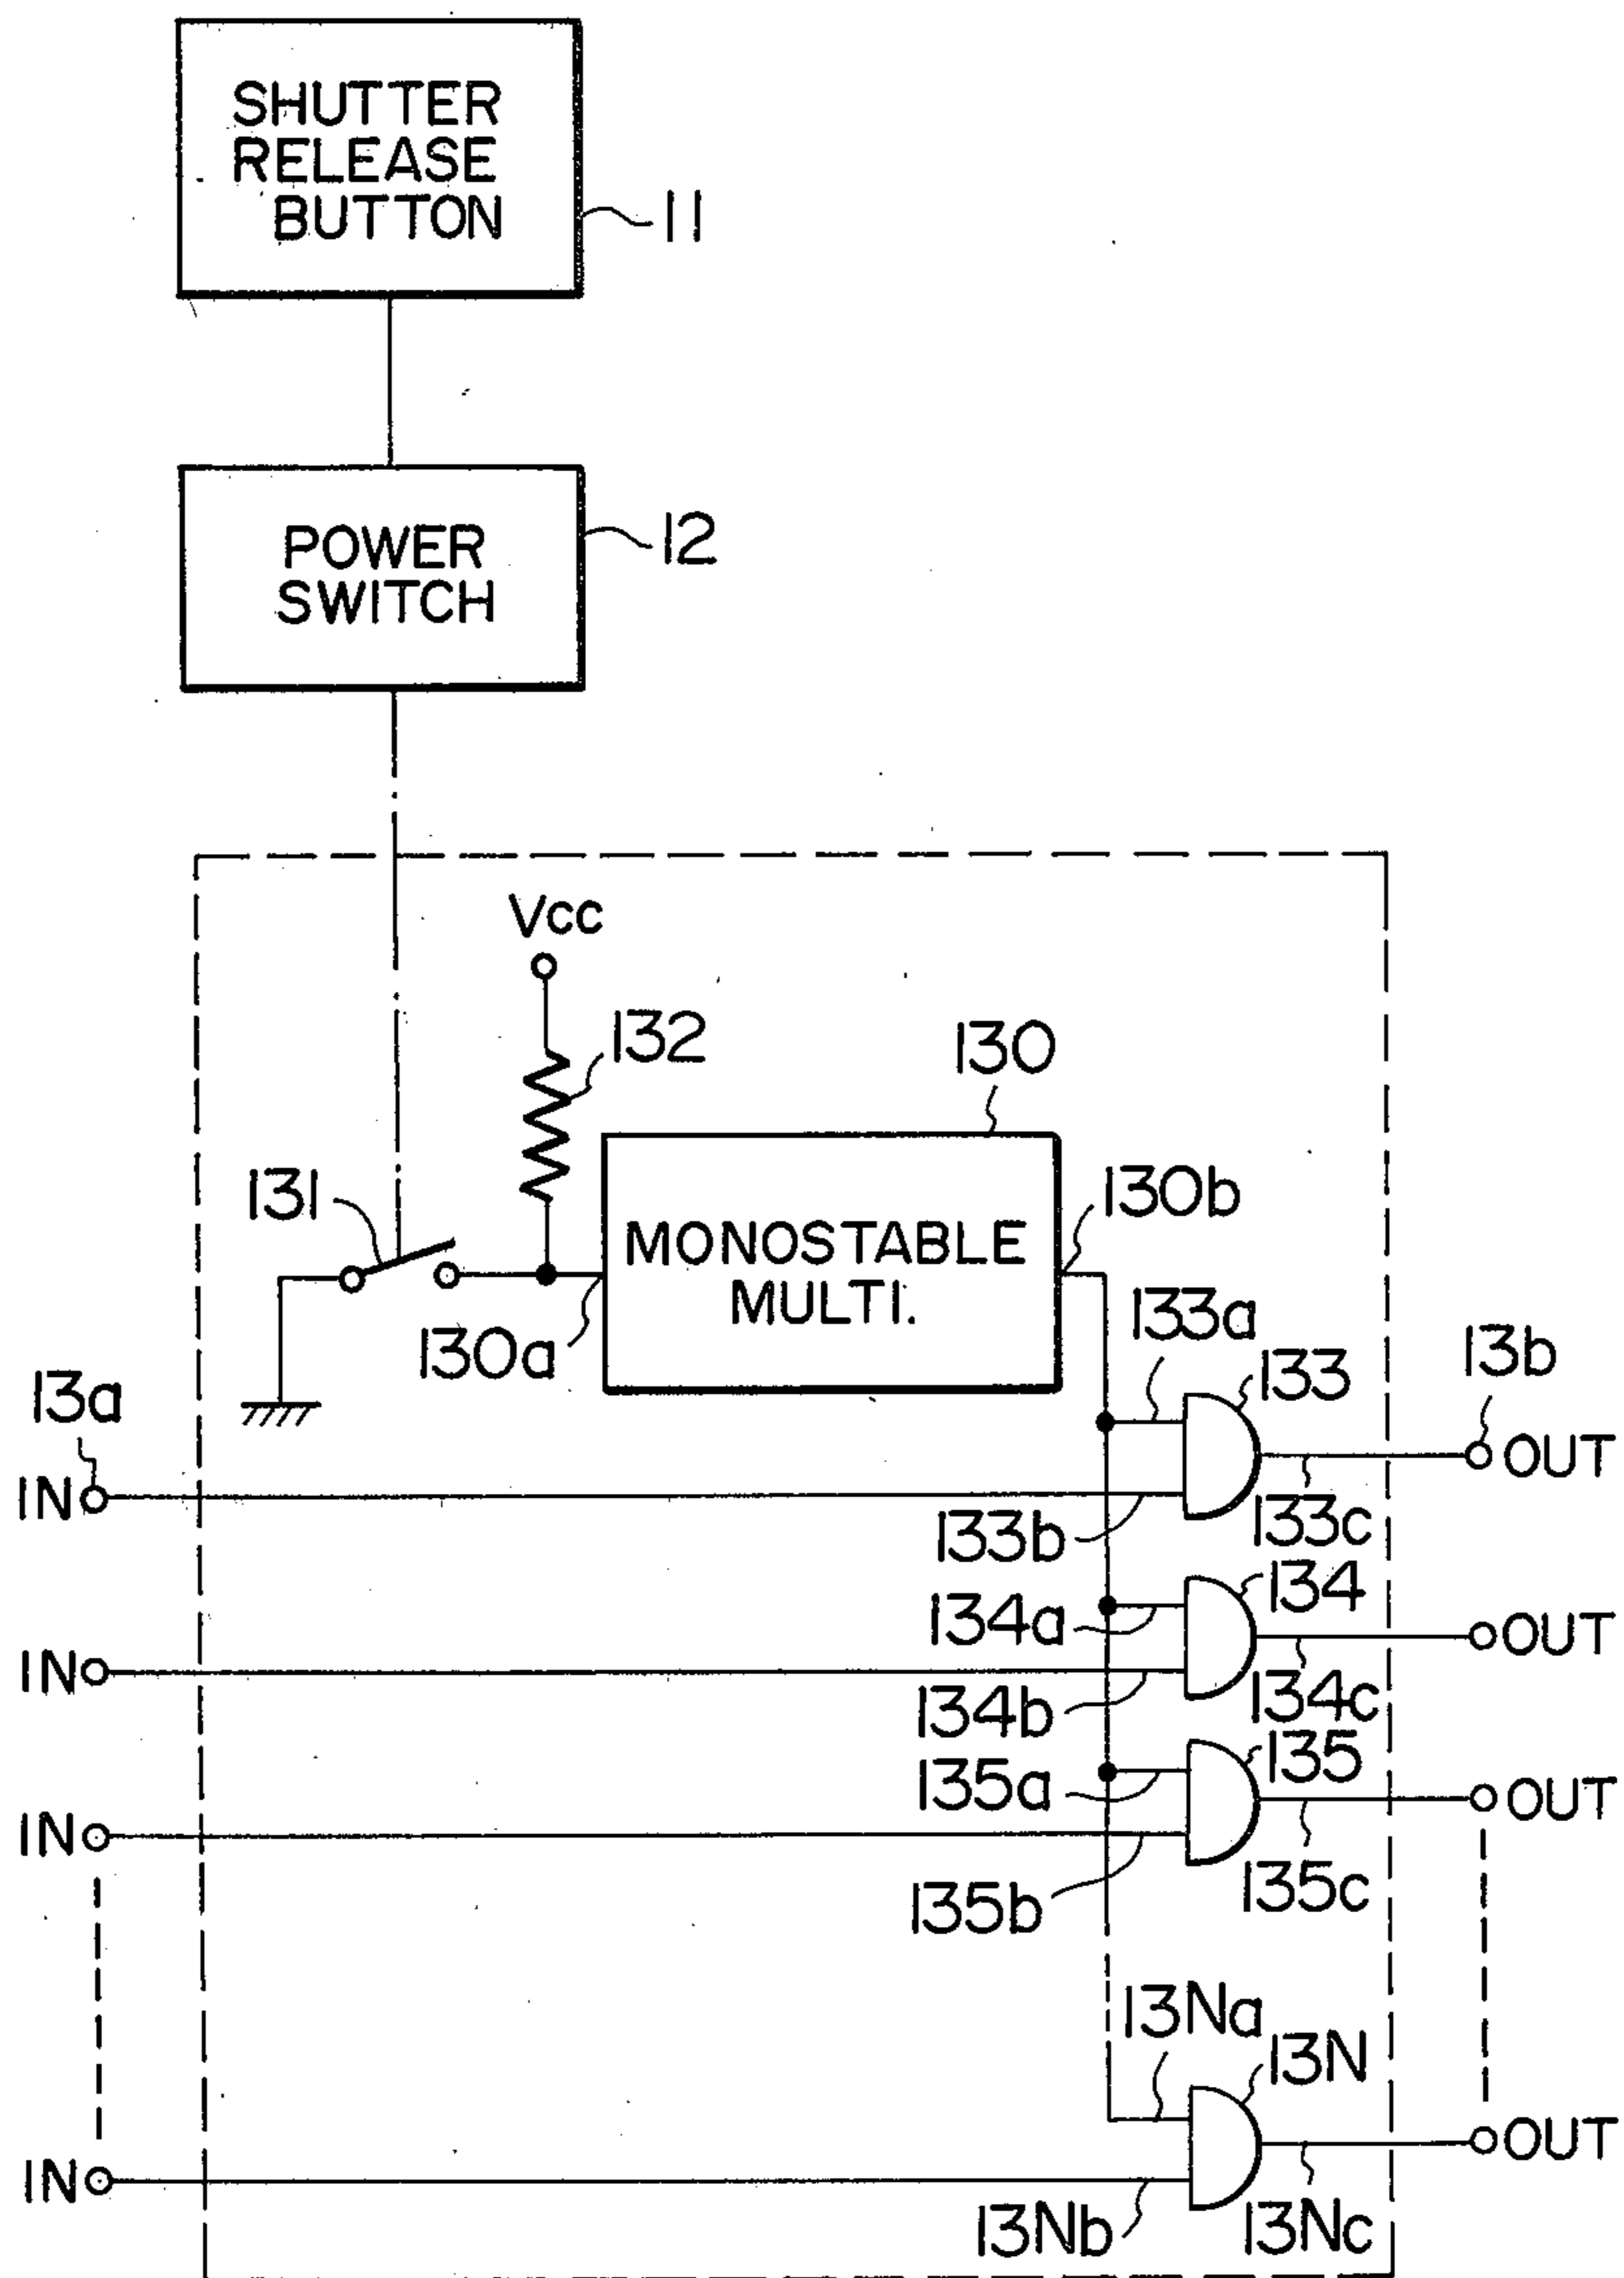 SHUTTER
RELEASE
BUTTON
11
POWER
SWITCH
12
Vcc
132
130
131
130b
MONOSTABLE
MULTI.
130a
133a
133
13b
13a
IN
OUT
133b
133c
134
134a
OUT
IN
134b
134c
135
135a
OUT
IN
135b
135c
13Na
13N
OUT
IN
13Nb
13Nc